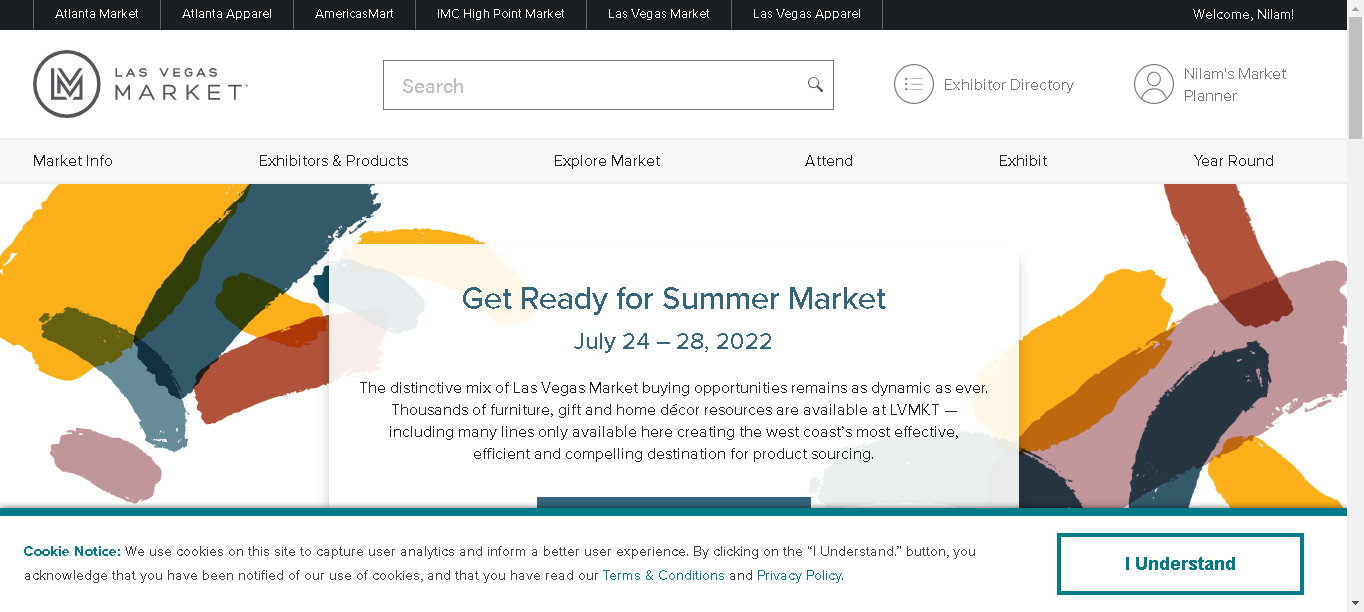 Atlanta Market Atlanta Apparel AmericasMart IMC High Point Market Las Vegas Market Las Vegas Apparel Welcome, Nilam!
LM LAS VEGAS
MARKET
Search
Exhibitor Directory
Nilam's Market
Planner
Market Info Exhibitors & Products Explore Market Attend Exhibit Year Round
Get Ready for Summer Market
July 24 – 28, 2022
The distinctive mix of Las Vegas Market buying opportunities remains as dynamic as ever.
Thousands of furniture, gift and home décor resources are available at LVMKT —
including many lines only available here creating the west coast's most effective,
efficient and compelling destination for product sourcing.
Cookie Notice: We use cookies on this site to capture user analytics and inform a better user experience. By clicking on the “I Understand.” button, you
acknowledge that you have been notified of our use of cookies, and that you have read our Terms & Conditions and Privacy Policy.
I Understand